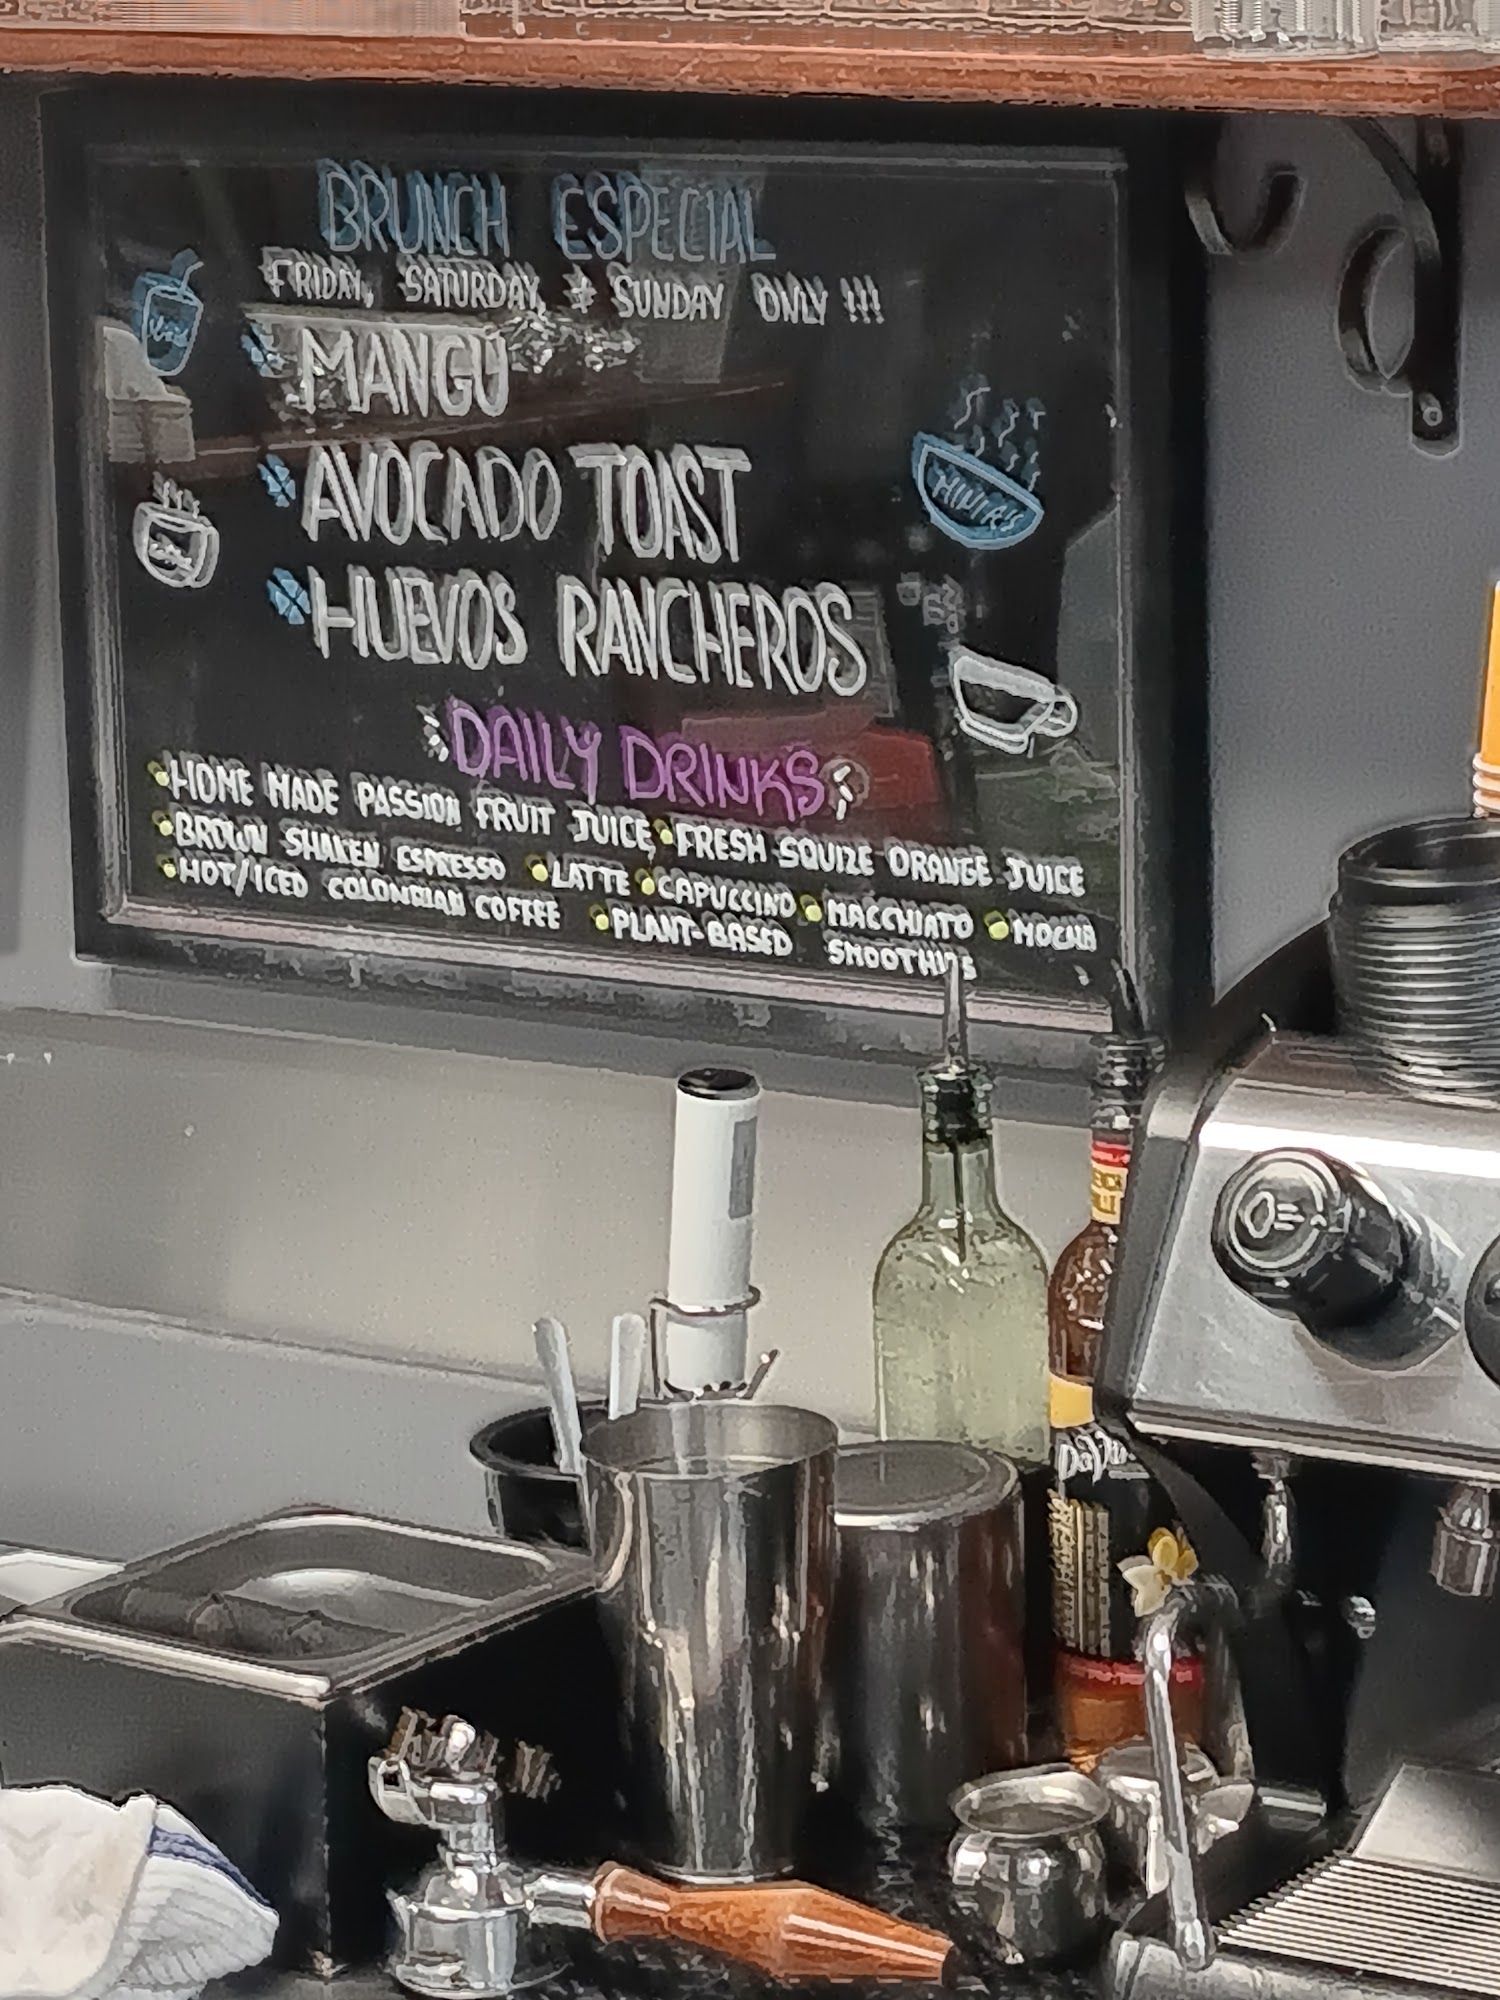 BRUNCH ESPECIAL
FRIDAY, SATURDAY, & SUNDAY ONLY !!!
MANGU
AVOCADO TOAST
HUEVOS RANCHEROS
DAILY DRINKS
HOME MADE PASSION FRUIT JUICE, FRESH SQUIZE ORANGE JUICE
BROWN SHAKEN ESPRESSO LATTE CAPUCCINO MACCHIATO MOCHA
HOT/ICED COLOMBIAN COFFEE PLANT-BASED SMOOTHIES